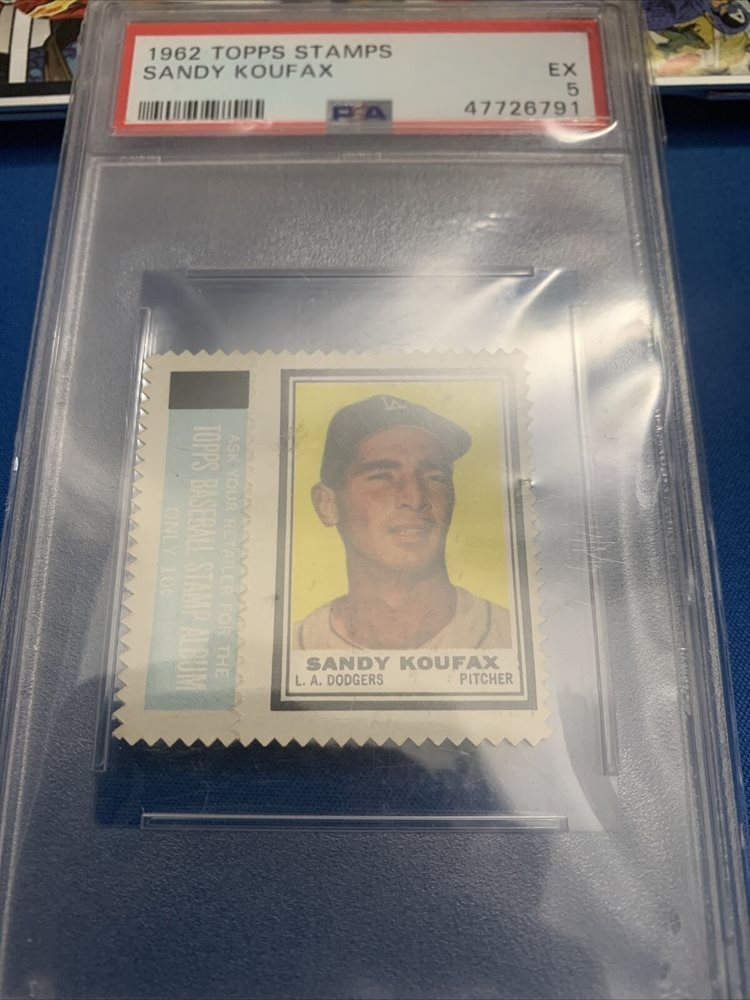 1962 TOPPS STAMPS
SANDY KOUFAX
EX
5
PSA
47726791
ASK YOUR RETAILER FOR THE
TOPPS BASEBALL STAMP ALBUM
ONLY 10¢
LA
SANDY KOUFAX
L. A. DODGERS PITCHER